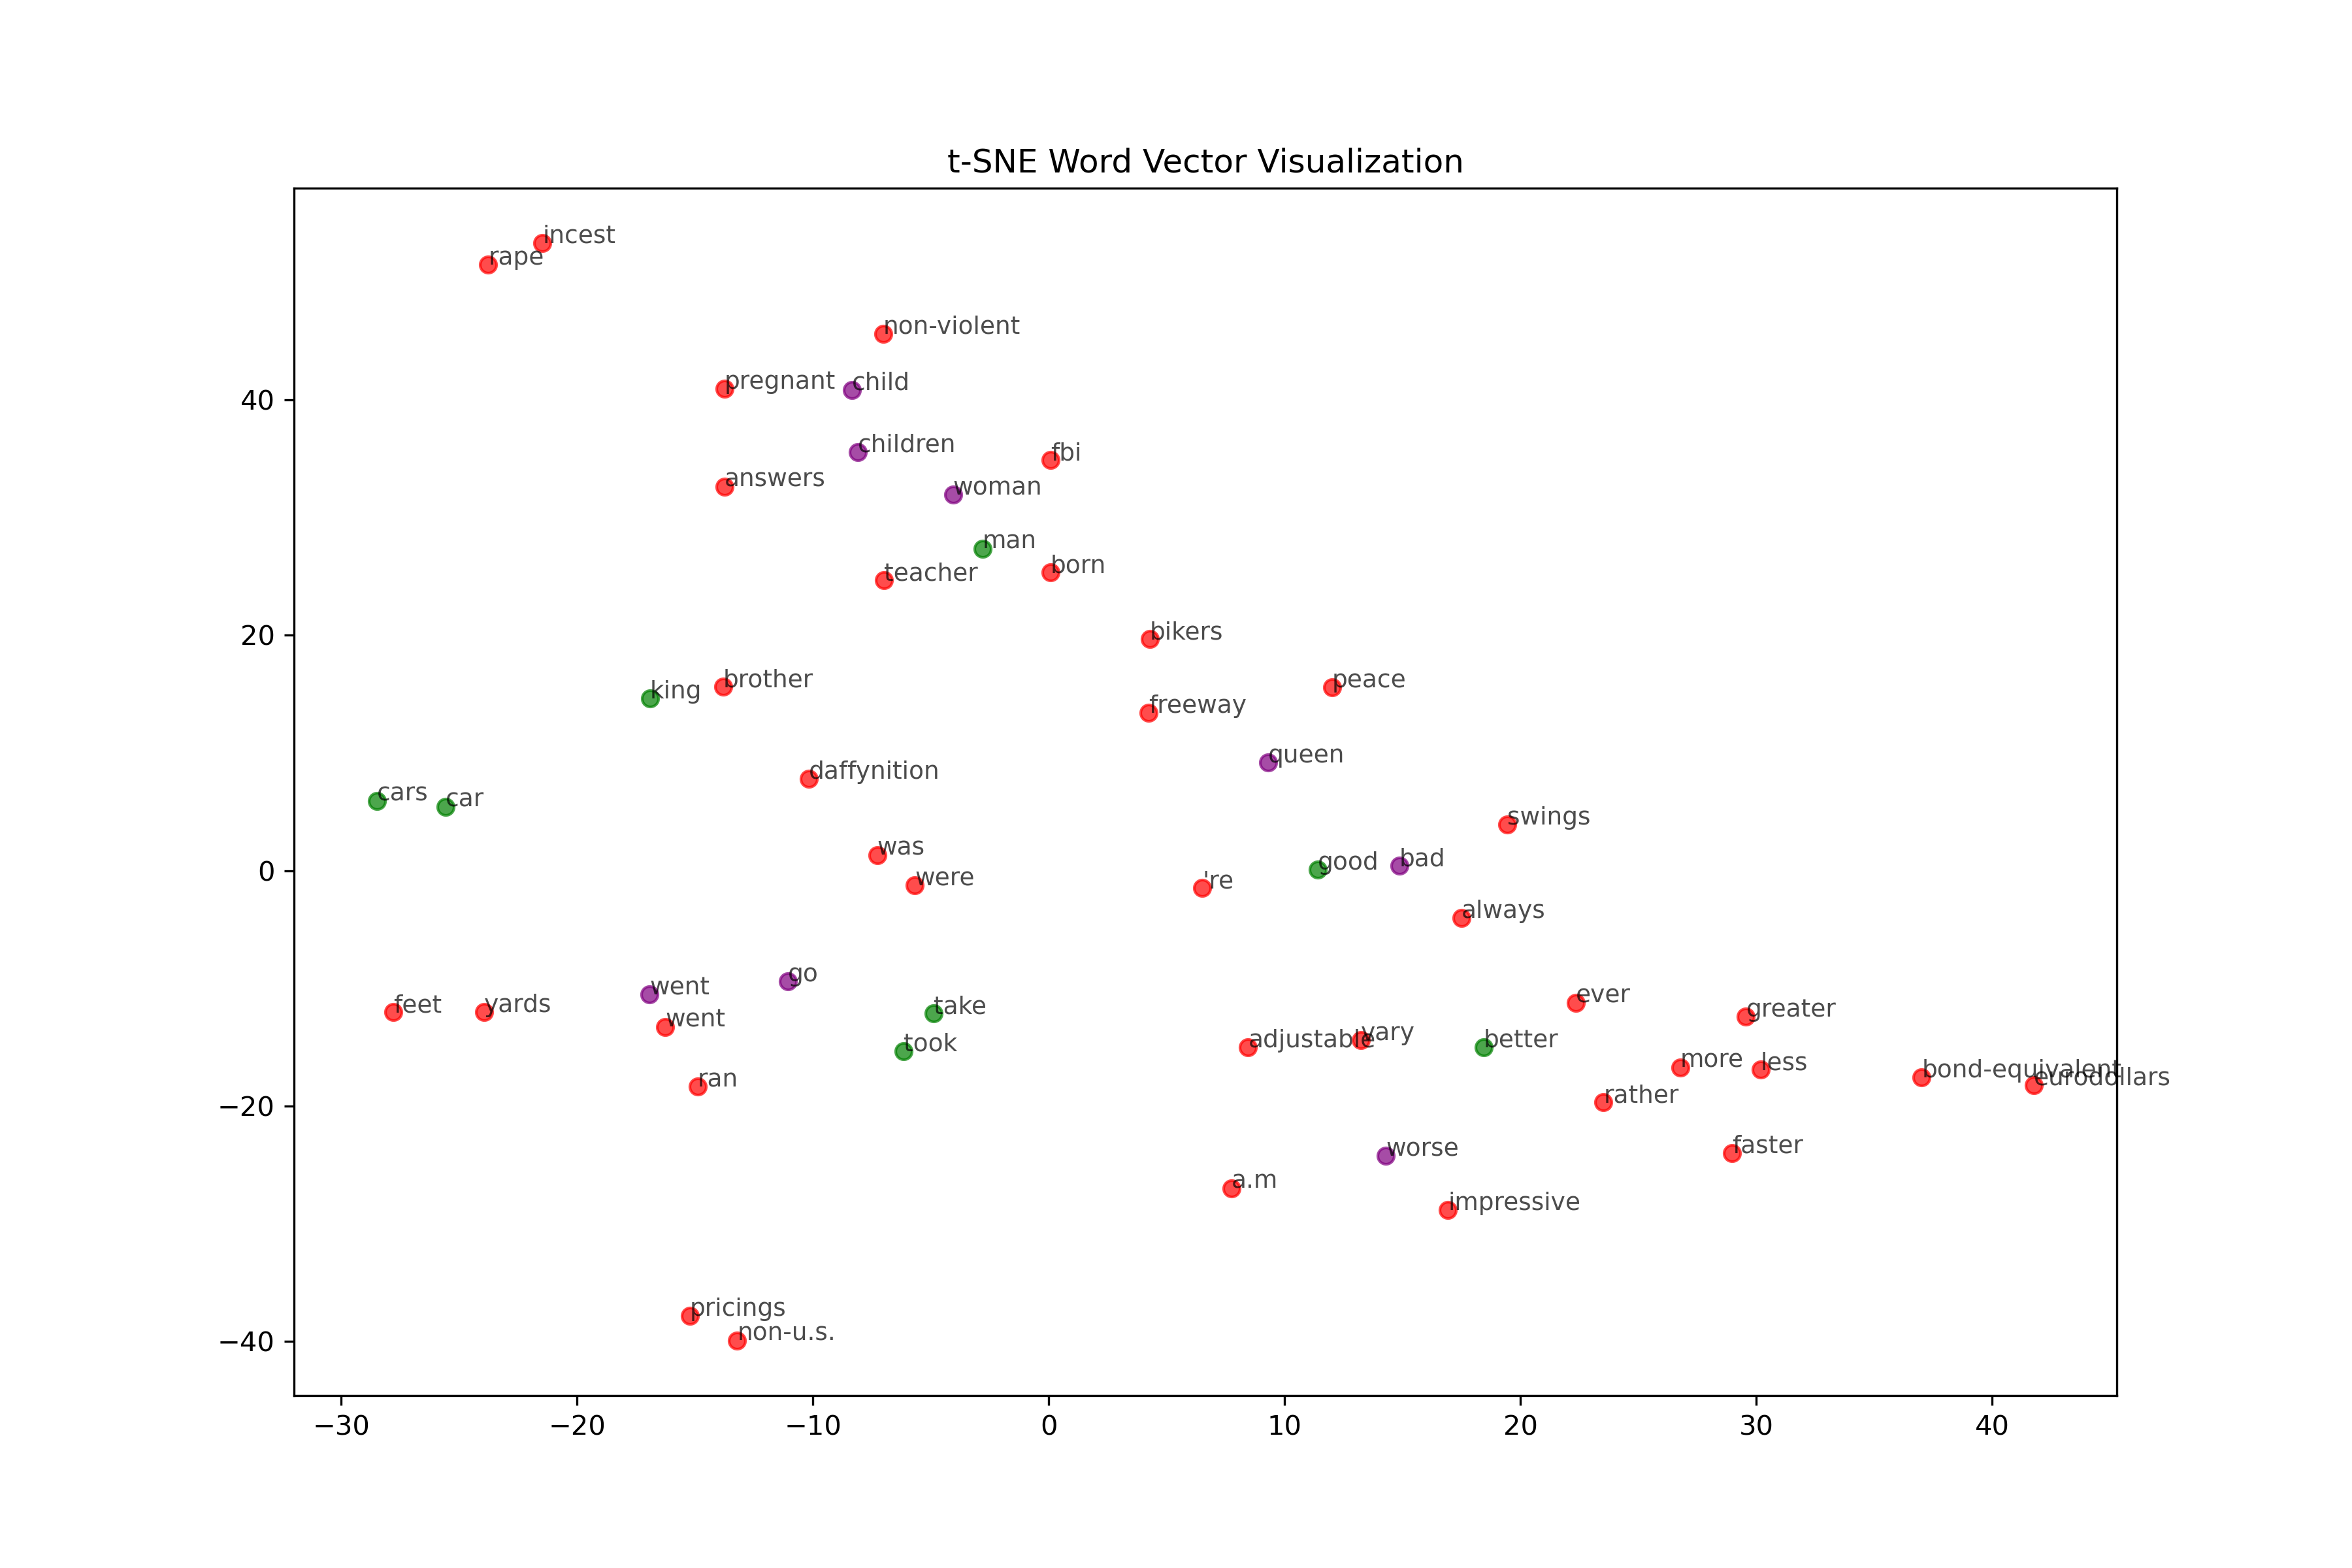 t-SNE Word Vector Visualization
incest
rape
non-violent
pregnant
child
children
fbi
answers
woman
man
born
teacher
bikers
brother
king
peace
freeway
queen
daffynition
cars
car
swings
was
good
bad
were
're
always
go
went
feet
yards
take
ever
went
greater
adjustable
vary
better
took
more
less
bond-equivalent
eurodollars
ran
rather
worse
faster
a.m
impressive
pricings
non-u.s.
40
20
0
−20
−40
−30
−20
−10
0
10
20
30
40